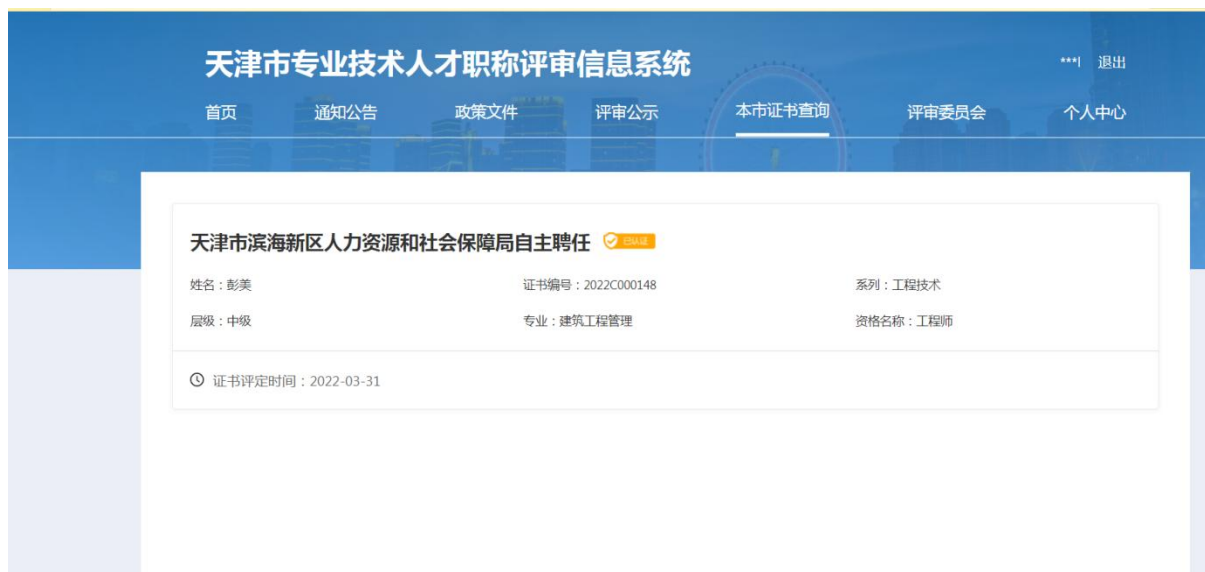 天津市专业技术人才职称评审信息系统
***| 退出
首页 通知公告 政策文件 评审公示 本市证书查询 评审委员会 个人中心
天津市滨海新区人力资源和社会保障局自主聘任 已认证
姓名：彭美 证书编号：2022C000148 系列：工程技术
层级：中级 专业：建筑工程管理 资格名称：工程师
证书评定时间：2022-03-31